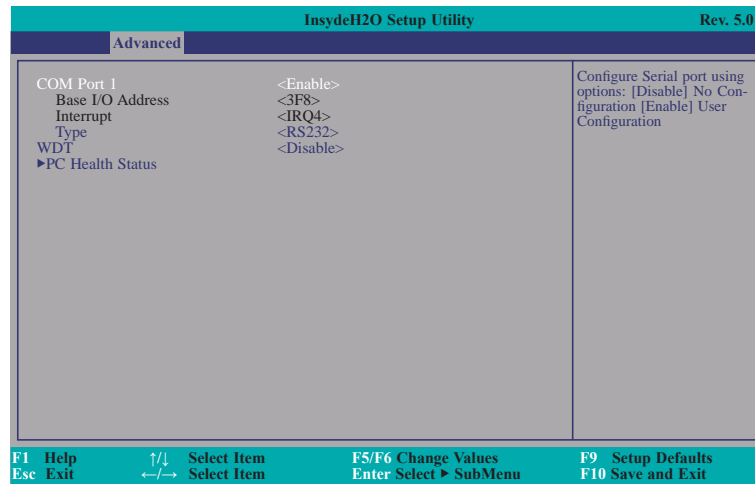 InsydeH2O Setup Utility Rev. 5.0
Advanced
COM Port 1 <Enable>
Base I/O Address <3F8>
Interrupt <IRQ4>
Type <RS232>
WDT <Disable>
▶PC Health Status
Configure Serial port using
options: [Disable] No Con-
figuration [Enable] User
Configuration
F1 Help ↑/↓ Select Item F5/F6 Change Values F9 Setup Defaults
Esc Exit ←/→ Select Item Enter Select ▶ SubMenu F10 Save and Exit